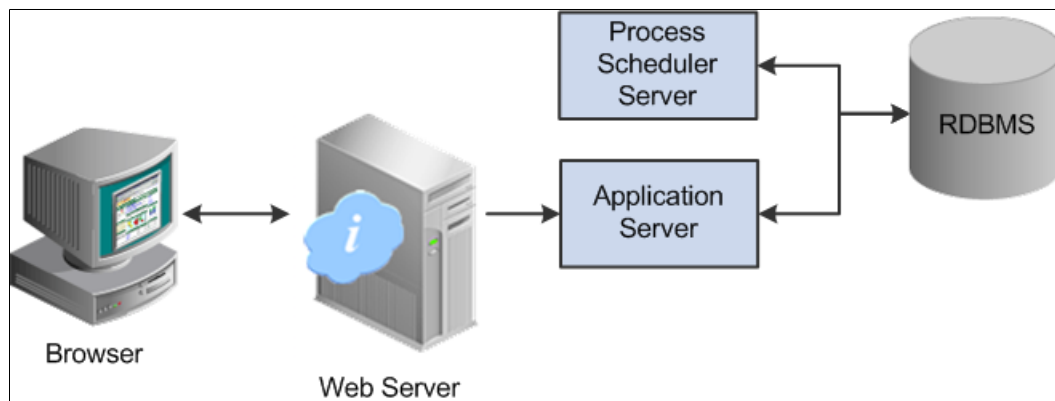 Process
Scheduler
Server
RDBMS
Application
Server
i
Browser
Web Server